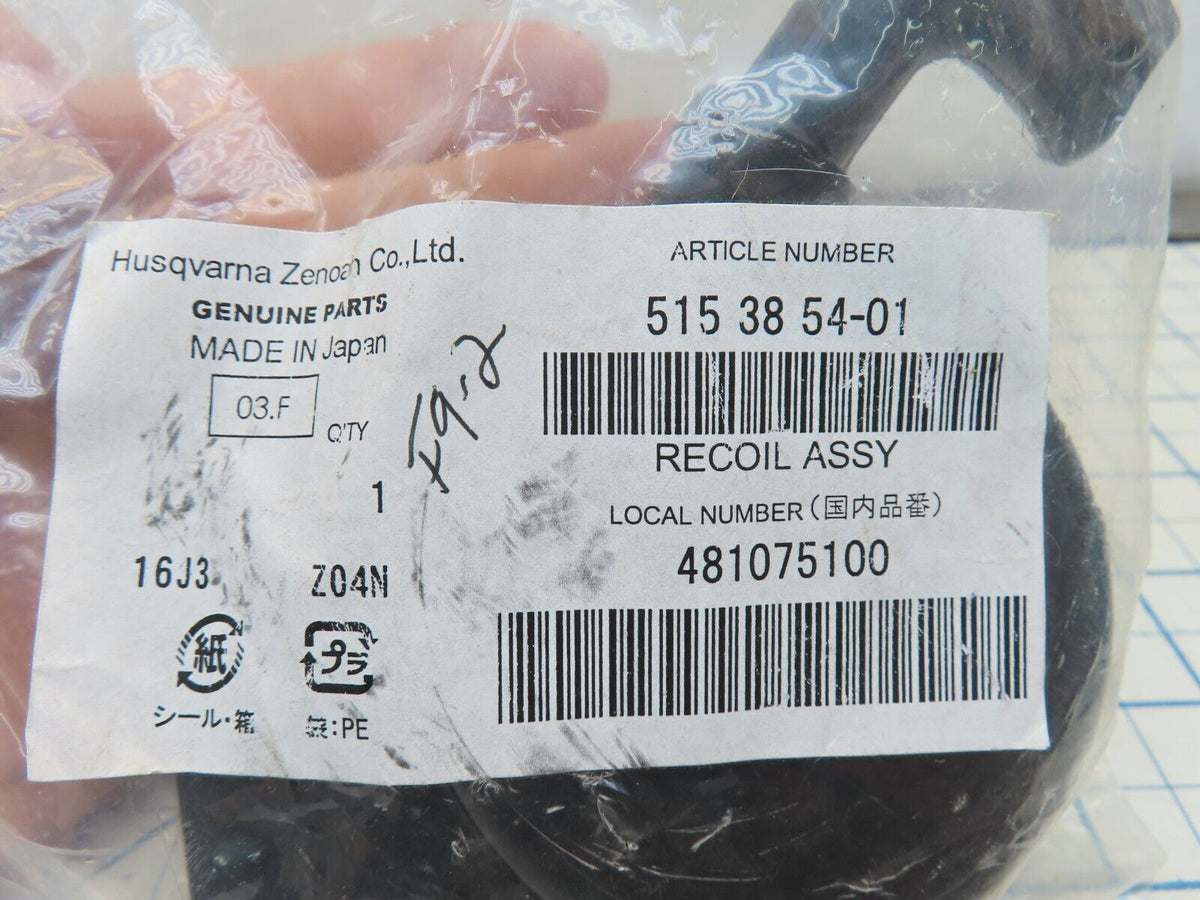 Husqvarna Zenoah Co.,Ltd.
GENUINE PARTS
MADE IN Japan
03.F
Q'TY
1
16J3
Z04N
紙
プラ
シール・箱
袋:PE
F9-2
ARTICLE NUMBER
515 38 54-01
RECOIL ASSY
LOCAL NUMBER(国内品番)
481075100